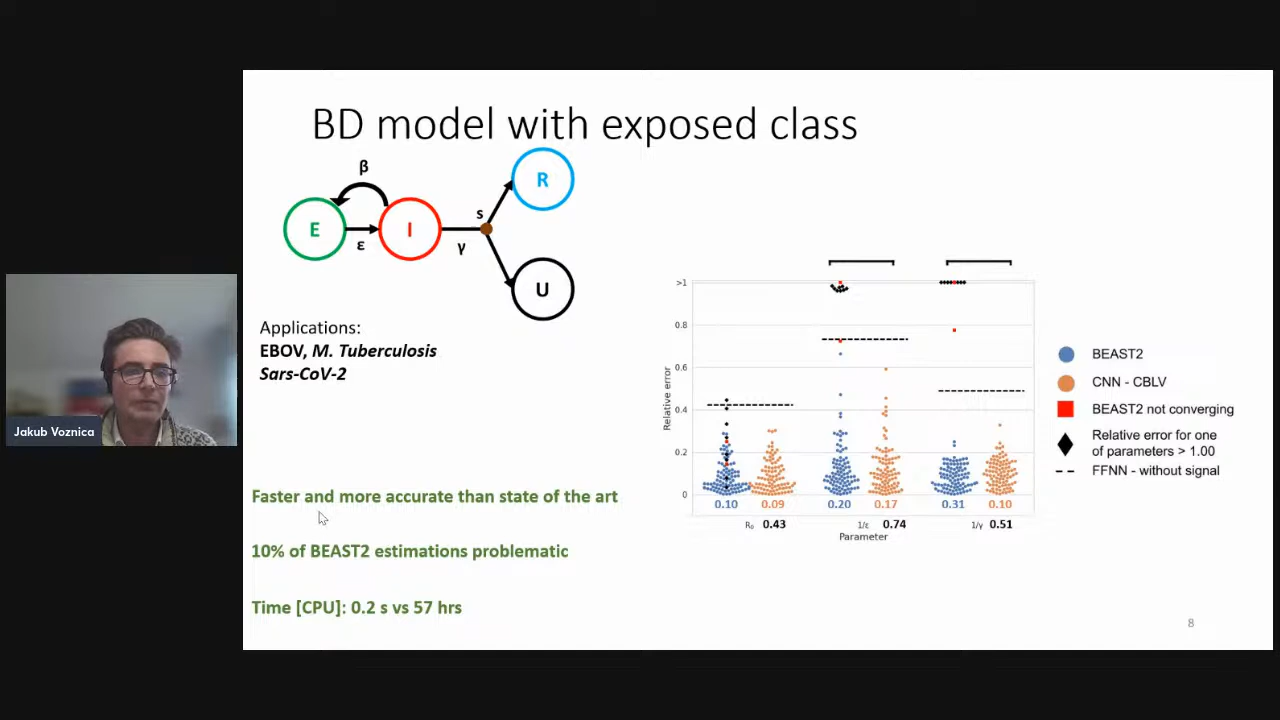 BD model with exposed class
β
R
s
E
I
ε
γ
U
Applications:
EBOV, M. Tuberculosis
Sars-CoV-2
Jakub Voznica
Faster and more accurate than state of the art
10% of BEAST2 estimations problematic
Time [CPU]: 0.2 s vs 57 hrs
>1
0.8
0.6
0.4
0.2
0
Relative error
0.10 0.09 0.20 0.17 0.31 0.10
R₀ 0.43 1/ε 0.74 1/γ 0.51
Parameter
BEAST2
CNN - CBLV
BEAST2 not converging
Relative error for one
of parameters > 1.00
FFNN - without signal
8